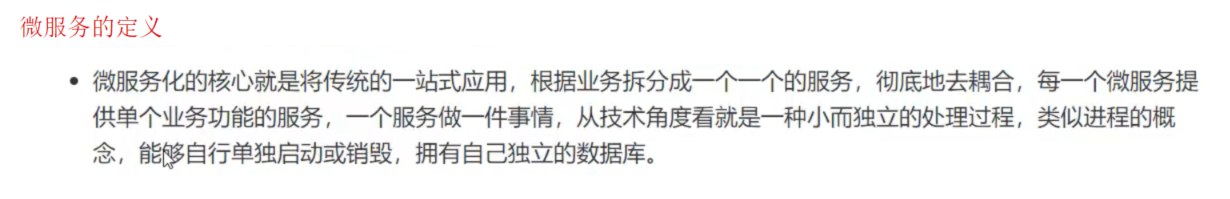 微服务的定义
• 微服务化的核心就是将传统的一站式应用，根据业务拆分成一个一个的服务，彻底地去耦合，每一个微服务提
供单个业务功能的服务，一个服务做一件事情，从技术角度看就是一种小而独立的处理过程，类似进程的概
念，能够自行单独启动或销毁，拥有自己独立的数据库。